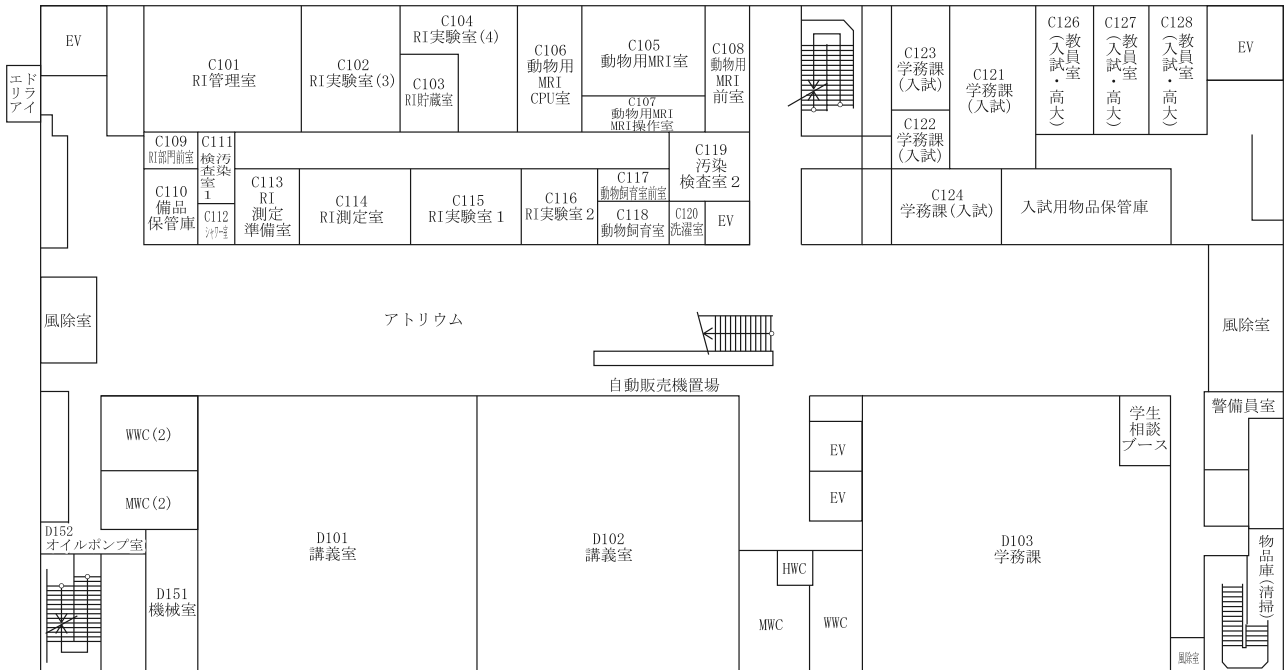 EV
C101
RI管理室
C102
RI実験室(3)
C104
RI実験室(4)
C103
RI貯蔵室
C106
動物用
MRI
CPU室
C105
動物用MRI室
C107
動物用MRI
MRI操作室
C108
動物用
MRI
前室
C123
学務課
(入試)
C122
学務課
(入試)
C121
学務課
(入試)
C126
教員室
(入試・高大)
C127
教員室
(入試・高大)
C128
教員室
(入試・高大)
EV
ドライ
エリア
C109
RI部門前室
C111
汚染
検査室
1
C110
備品
保管庫
C112
シャワー室
C113
RI
測定
準備室
C114
RI測定室
C115
RI実験室1
C116
RI実験室2
C117
動物飼育室前室
C118
動物飼育室
C119
汚染
検査室2
C120
洗濯室
EV
C124
学務課(入試)
入試用物品保管庫
風除室
アトリウム
風除室
自動販売機置場
WWC(2)
MWC(2)
D101
講義室
D102
講義室
EV
EV
D103
学務課
学生
相談
ブース
警備員室
D152
オイルポンプ室
D151
機械室
HWC
MWC
WWC
物品庫(清掃)
風除室